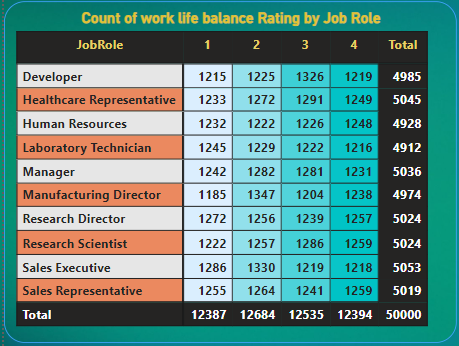 Count of work life balance Rating by Job Role
JobRole 1 2 3 4 Total
Developer 1215 1225 1326 1219 4985
Healthcare Representative 1233 1272 1291 1249 5045
Human Resources 1232 1222 1226 1248 4928
Laboratory Technician 1245 1229 1222 1216 4912
Manager 1242 1282 1281 1231 5036
Manufacturing Director 1185 1347 1204 1238 4974
Research Director 1272 1256 1239 1257 5024
Research Scientist 1222 1257 1286 1259 5024
Sales Executive 1286 1330 1219 1218 5053
Sales Representative 1255 1264 1241 1259 5019
Total 12387 12684 12535 12394 50000